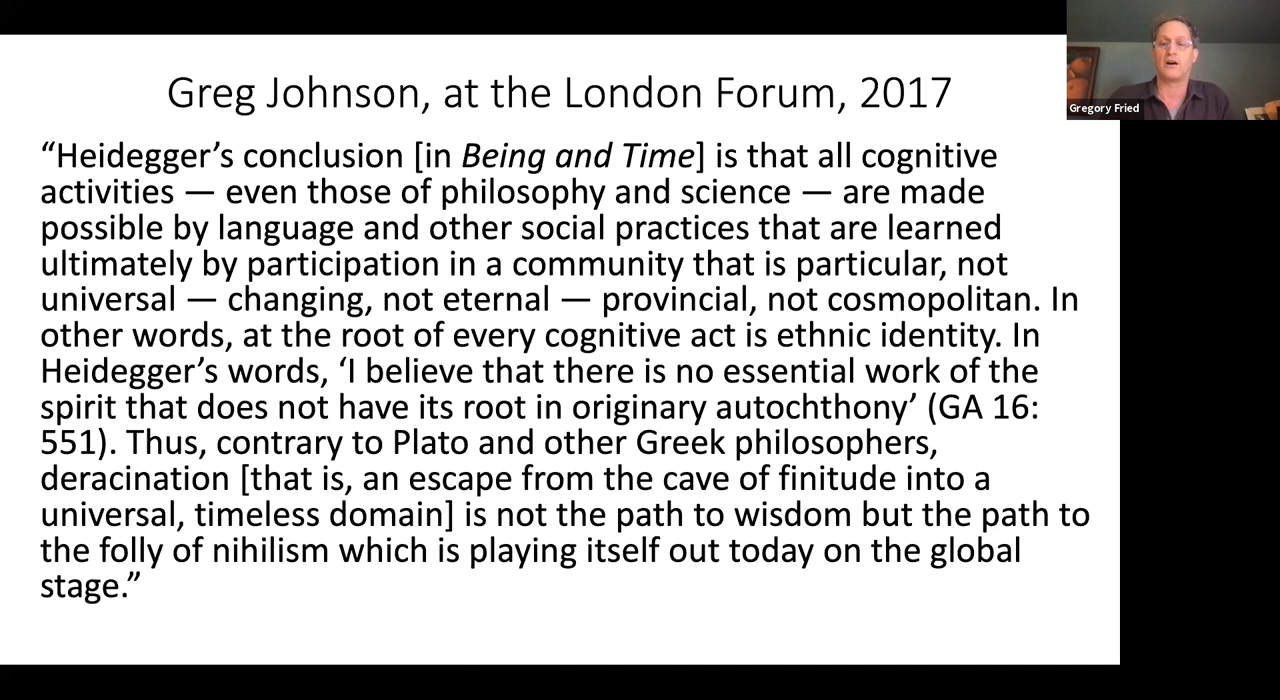 Greg Johnson, at the London Forum, 2017
Gregory Fried
“Heidegger’s conclusion [in Being and Time] is that all cognitive
activities — even those of philosophy and science — are made
possible by language and other social practices that are learned
ultimately by participation in a community that is particular, not
universal — changing, not eternal — provincial, not cosmopolitan. In
other words, at the root of every cognitive act is ethnic identity. In
Heidegger’s words, ‘I believe that there is no essential work of the
spirit that does not have its root in originary autochthony’ (GA 16:
551). Thus, contrary to Plato and other Greek philosophers,
deracination [that is, an escape from the cave of finitude into a
universal, timeless domain] is not the path to wisdom but the path to
the folly of nihilism which is playing itself out today on the global
stage.”